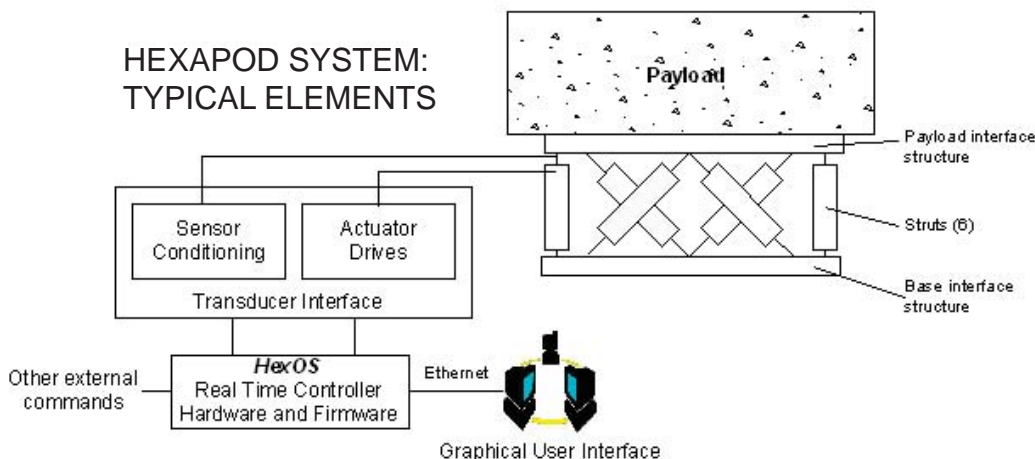 HEXAPOD SYSTEM:
TYPICAL ELEMENTS
Payload
Payload interface
structure
Struts (6)
Base interface
structure
Sensor
Conditioning
Actuator
Drives
Transducer Interface
HexOS
Real Time Controller
Hardware and Firmware
Other external
commands
Ethernet
Graphical User Interface